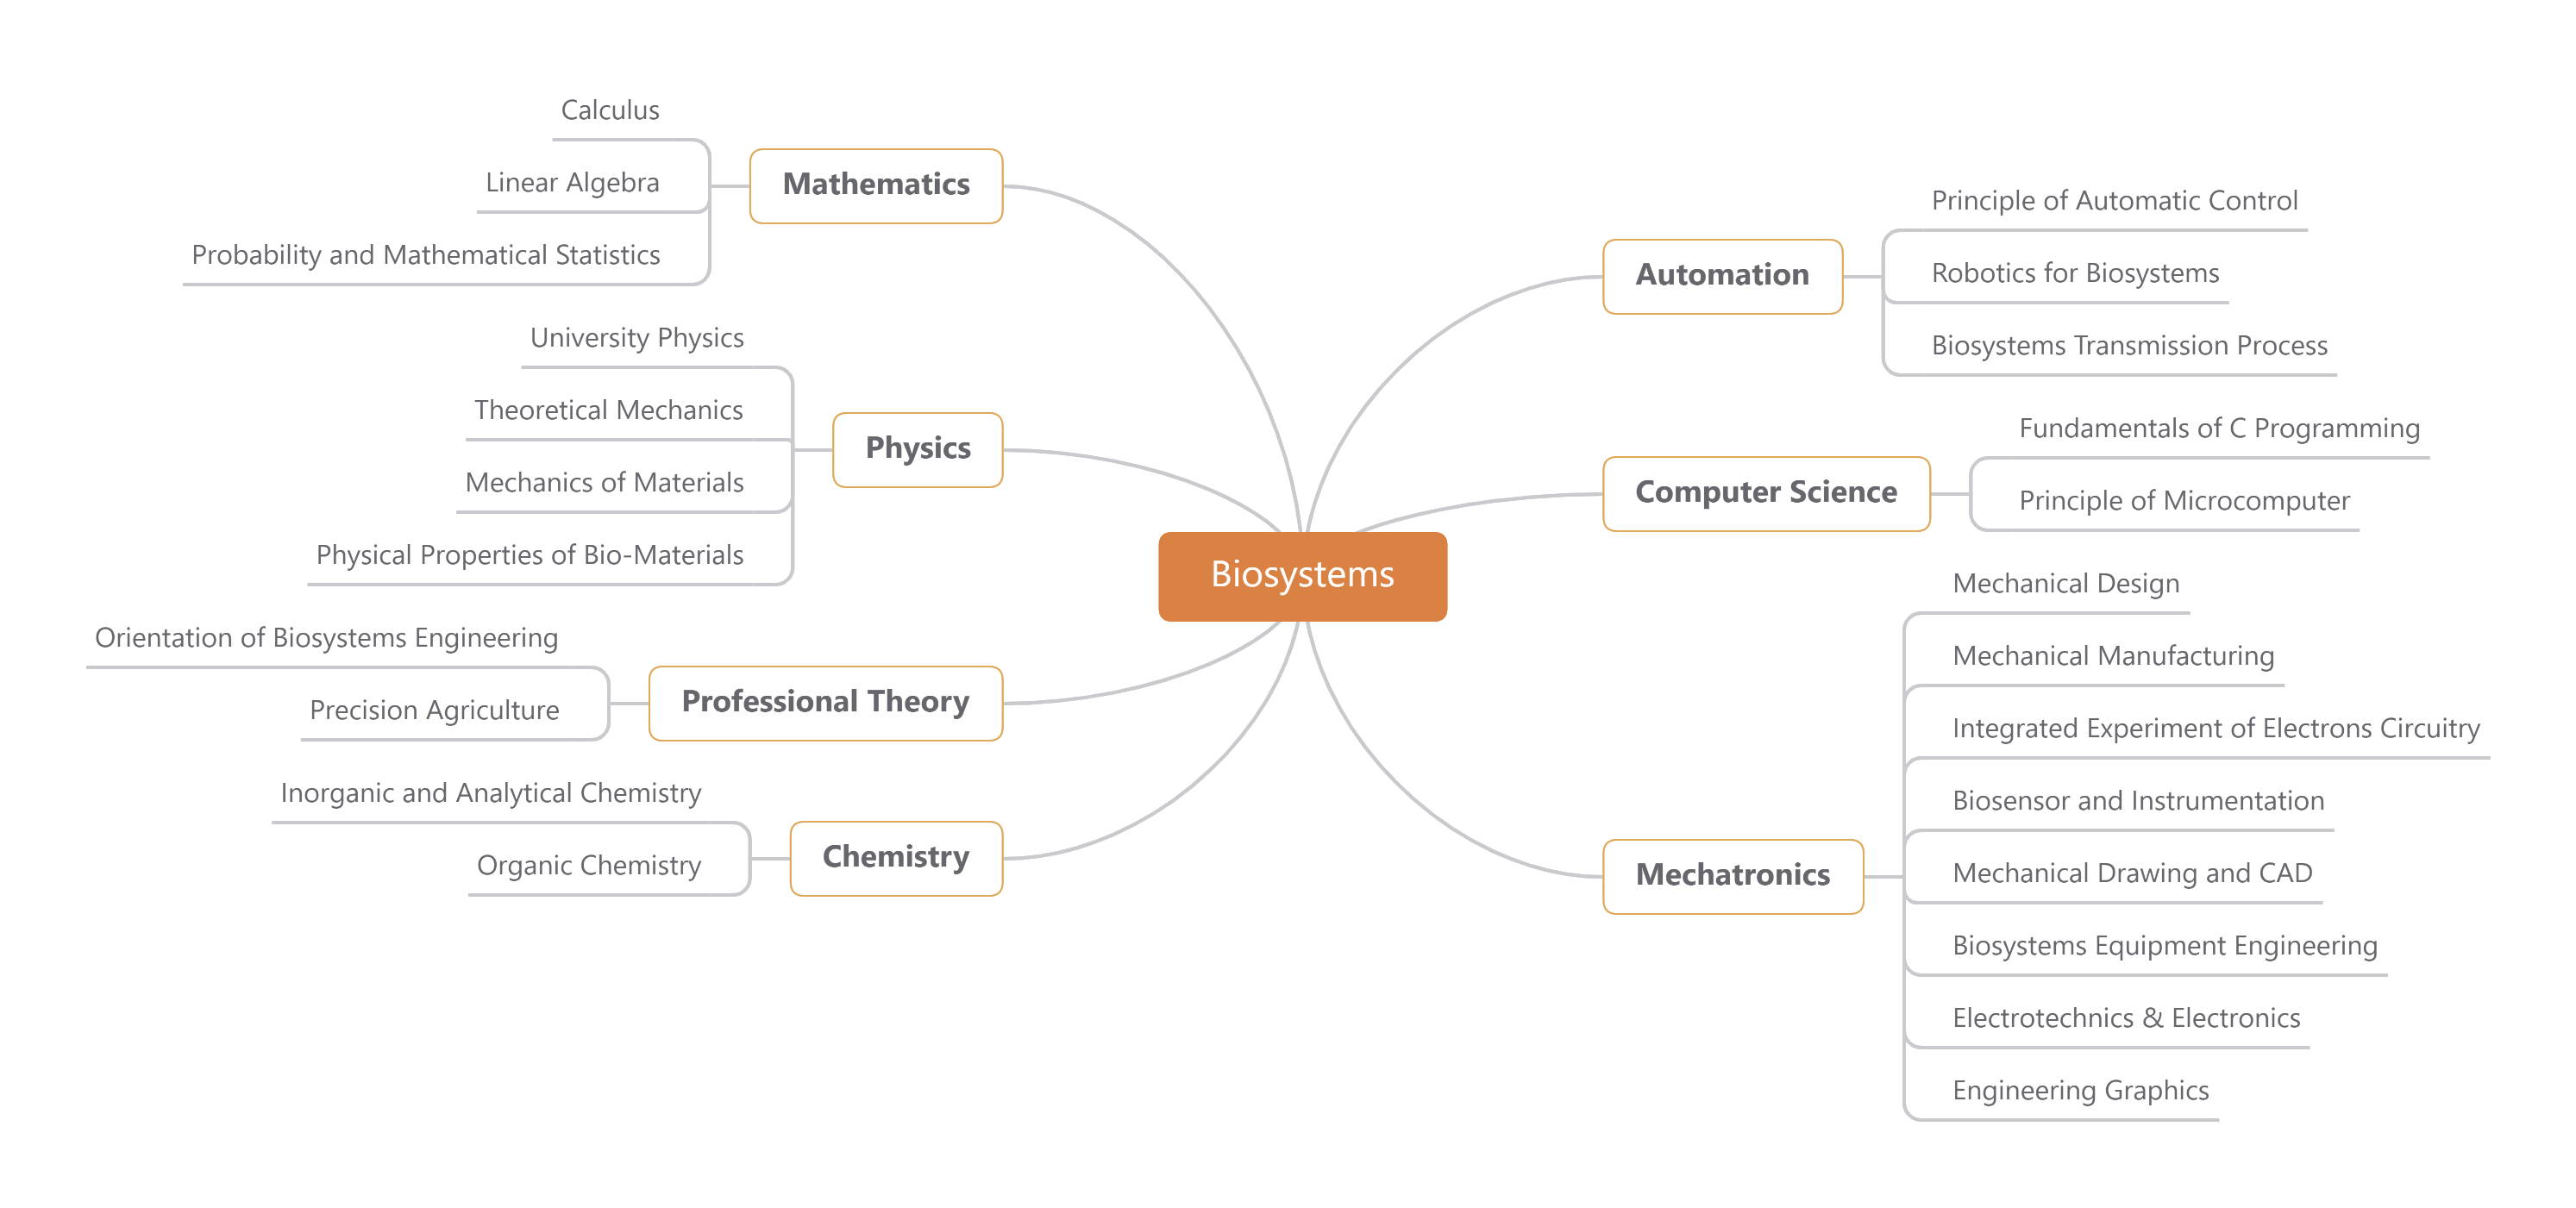 Biosystems
Mathematics
Calculus
Linear Algebra
Probability and Mathematical Statistics
Physics
University Physics
Theoretical Mechanics
Mechanics of Materials
Physical Properties of Bio-Materials
Professional Theory
Orientation of Biosystems Engineering
Precision Agriculture
Chemistry
Inorganic and Analytical Chemistry
Organic Chemistry
Automation
Principle of Automatic Control
Robotics for Biosystems
Biosystems Transmission Process
Computer Science
Fundamentals of C Programming
Principle of Microcomputer
Mechatronics
Mechanical Design
Mechanical Manufacturing
Integrated Experiment of Electrons Circuitry
Biosensor and Instrumentation
Mechanical Drawing and CAD
Biosystems Equipment Engineering
Electrotechnics & Electronics
Engineering Graphics